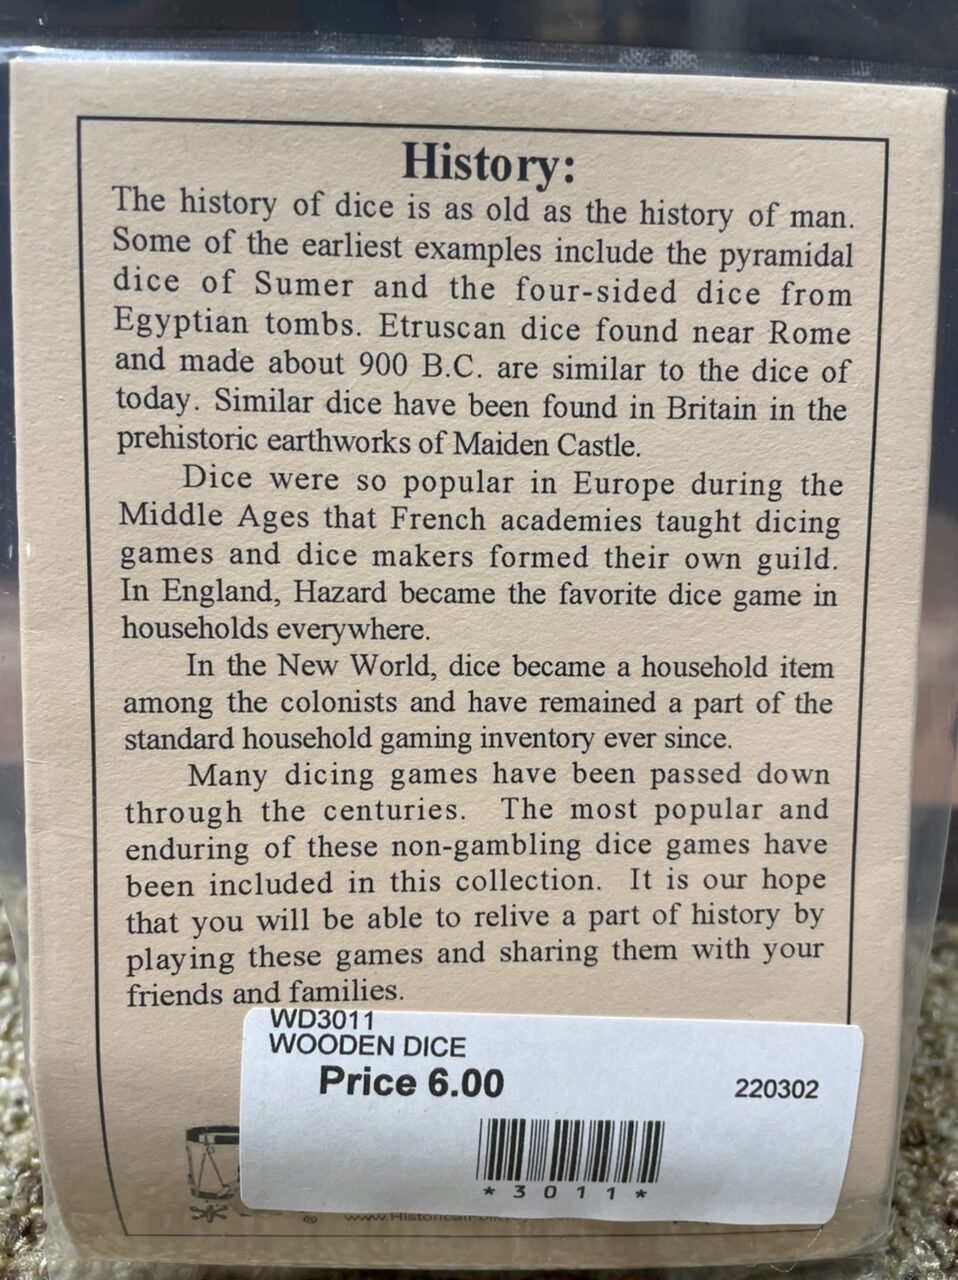 History:
The history of dice is as old as the history of man.
Some of the earliest examples include the pyramidal
dice of Sumer and the four-sided dice from
Egyptian tombs. Etruscan dice found near Rome
and made about 900 B.C. are similar to the dice of
today. Similar dice have been found in Britain in the
prehistoric earthworks of Maiden Castle.
Dice were so popular in Europe during the
Middle Ages that French academies taught dicing
games and dice makers formed their own guild.
In England, Hazard became the favorite dice game in
households everywhere.
In the New World, dice became a household item
among the colonists and have remained a part of the
standard household gaming inventory ever since.
Many dicing games have been passed down
through the centuries. The most popular and
enduring of these non-gambling dice games have
been included in this collection. It is our hope
that you will be able to relive a part of history by
playing these games and sharing them with your
friends and families.
WD3011
WOODEN DICE
Price 6.00
220302
*3011*
®